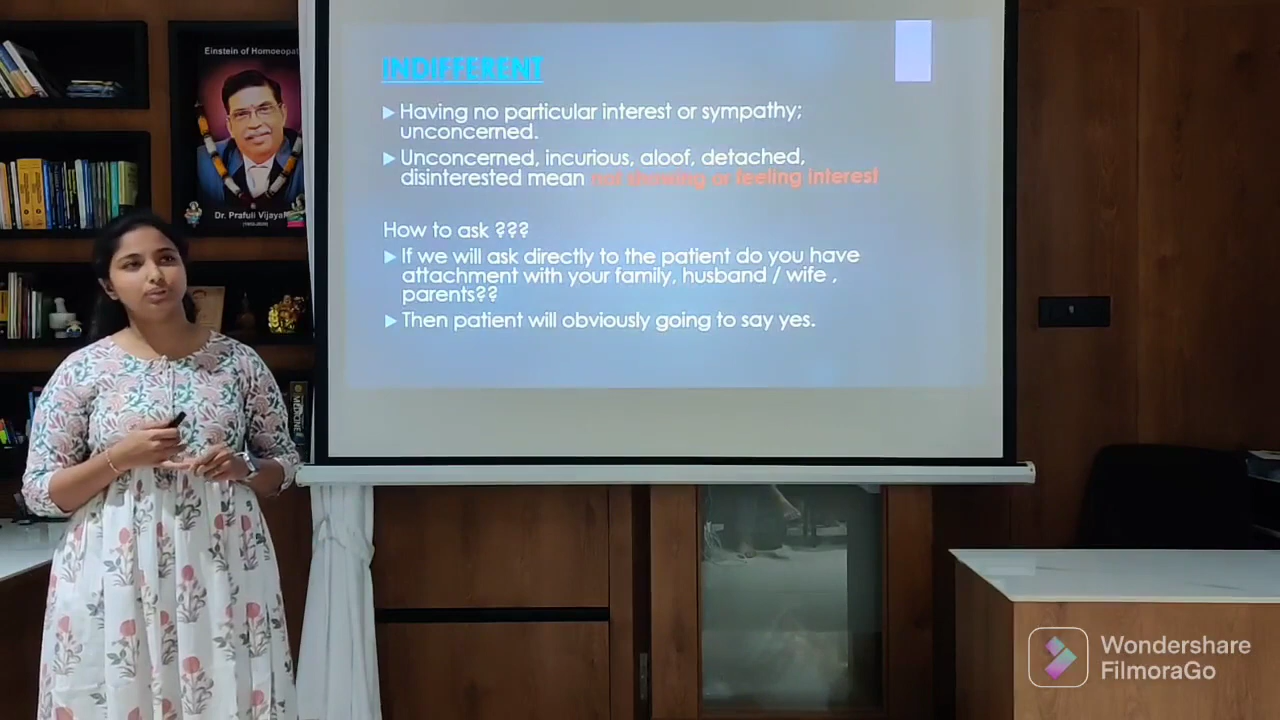 Einstein of Homoeopat
Dr. Prafull Vijayak
INDIFFERENT
Having no particular interest or sympathy;
unconcerned.
Unconcerned, incurious, aloof, detached,
disinterested mean not showing or feeling interest
How to ask ???
If we will ask directly to the patient do you have
attachment with your family, husband / wife ,
parents??
Then patient will obviously going to say yes.
MEDICINE
Wondershare
FilmoraGo